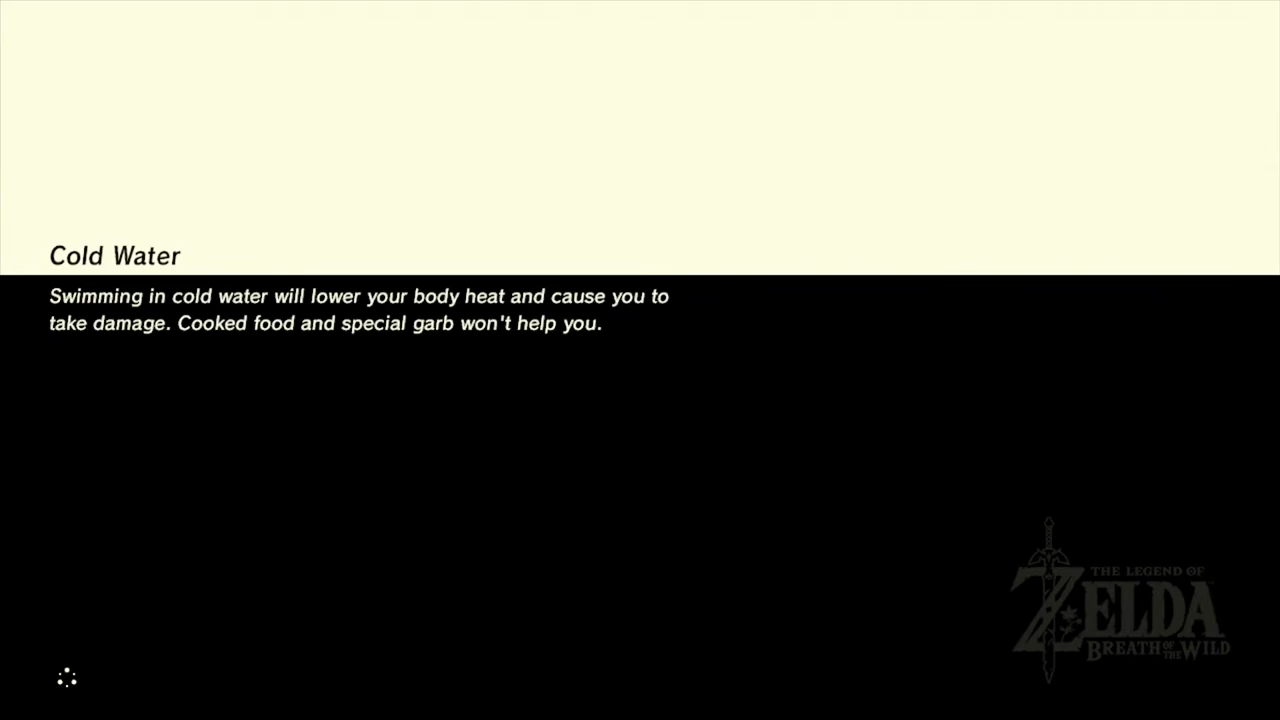 Cold Water
Swimming in cold water will lower your body heat and cause you to
take damage. Cooked food and special garb won't help you.
THE LEGEND OF
ZELDA
BREATH OF THE WILD